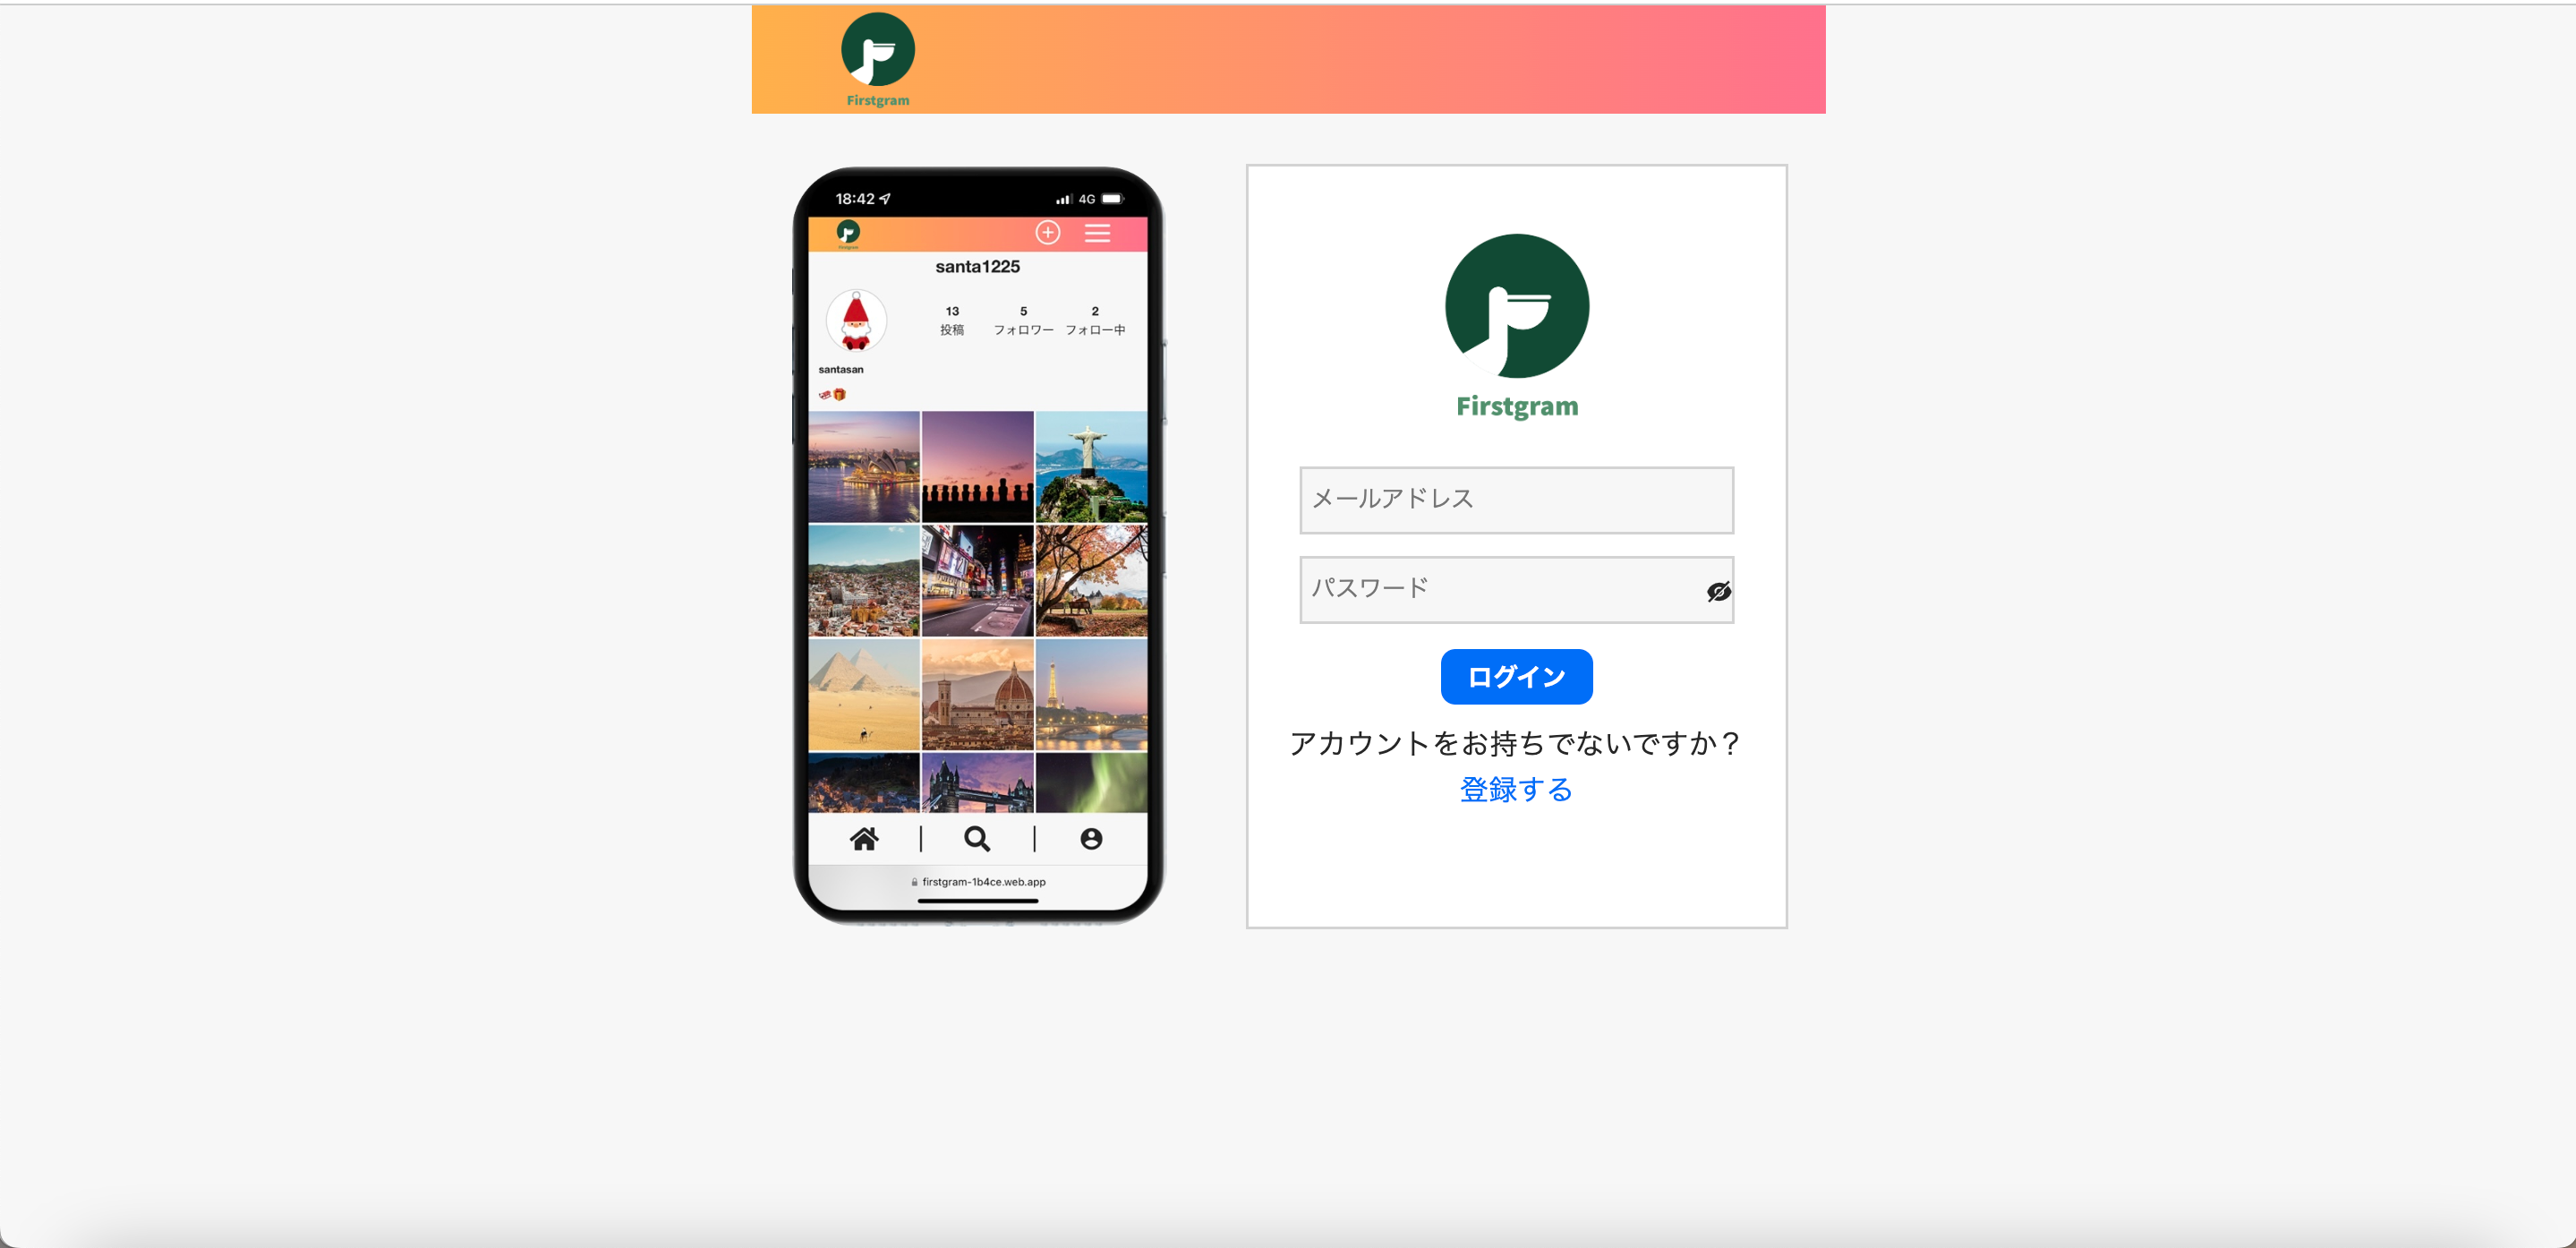 Firstgram
18:42
4G
santa1225
13
5
2
投稿
フォロワー
フォロー中
santasan
firstgram-1b4ce.web.app
Firstgram
メールアドレス
パスワード
ログイン
アカウントをお持ちでないですか？
登録する